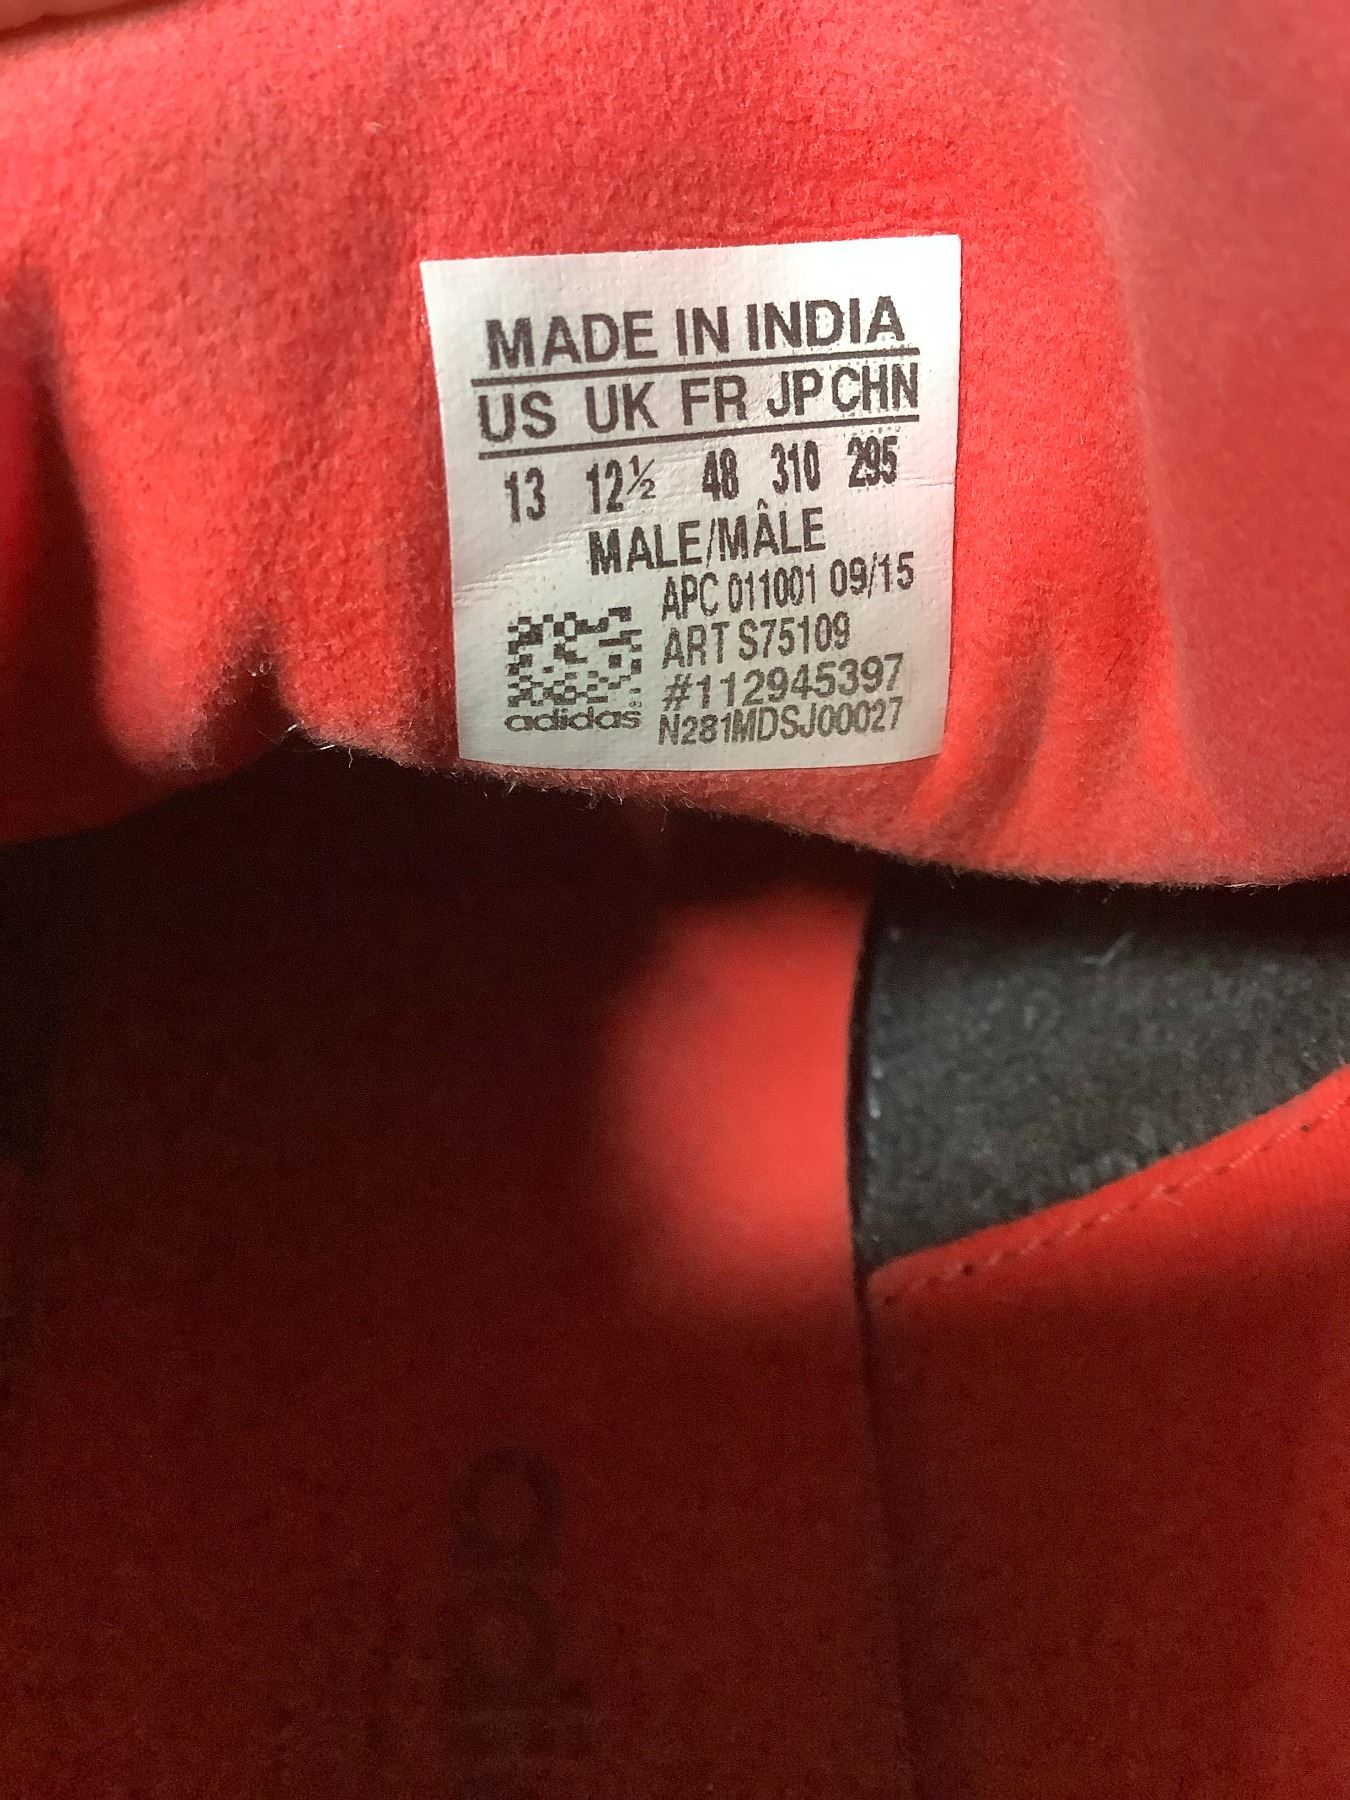 MADE IN INDIA
US UK FR JP CHN
13 12½ 48 310 295
MALE/MÂLE
APC 011001 09/15
ART S75109
#112945397
adidas® N281MDSJ00027